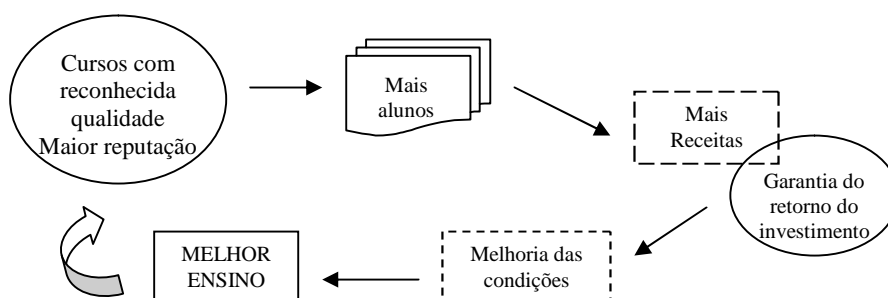 Cursos com
reconhecida
qualidade
Maior reputação
Mais
alunos
Mais
Receitas
Garantia do
retorno do
investimento
Melhoria das
condições
MELHOR
ENSINO